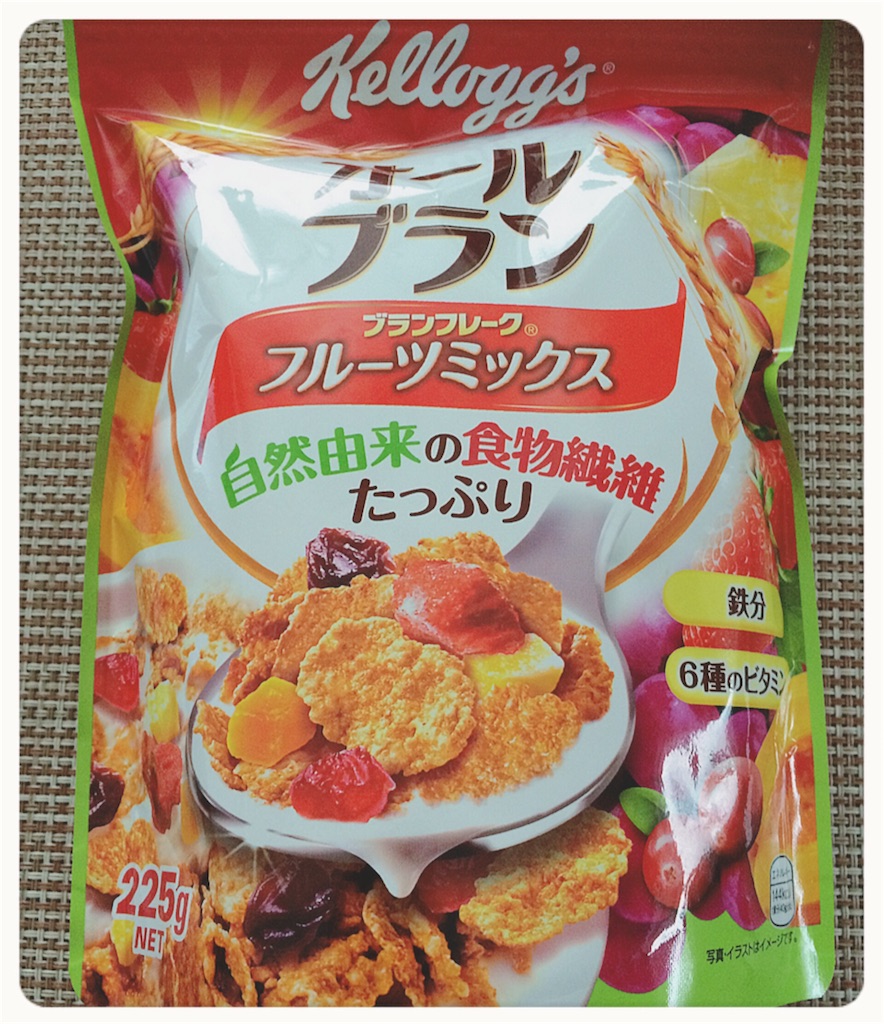 Kellogg's®
オール
ブラン
ブランフレーク®
フルーツミックス
自然由来の食物繊維
たっぷり
鉄分
6種のビタミン
225g
NET
写真・イラストはイメージです。